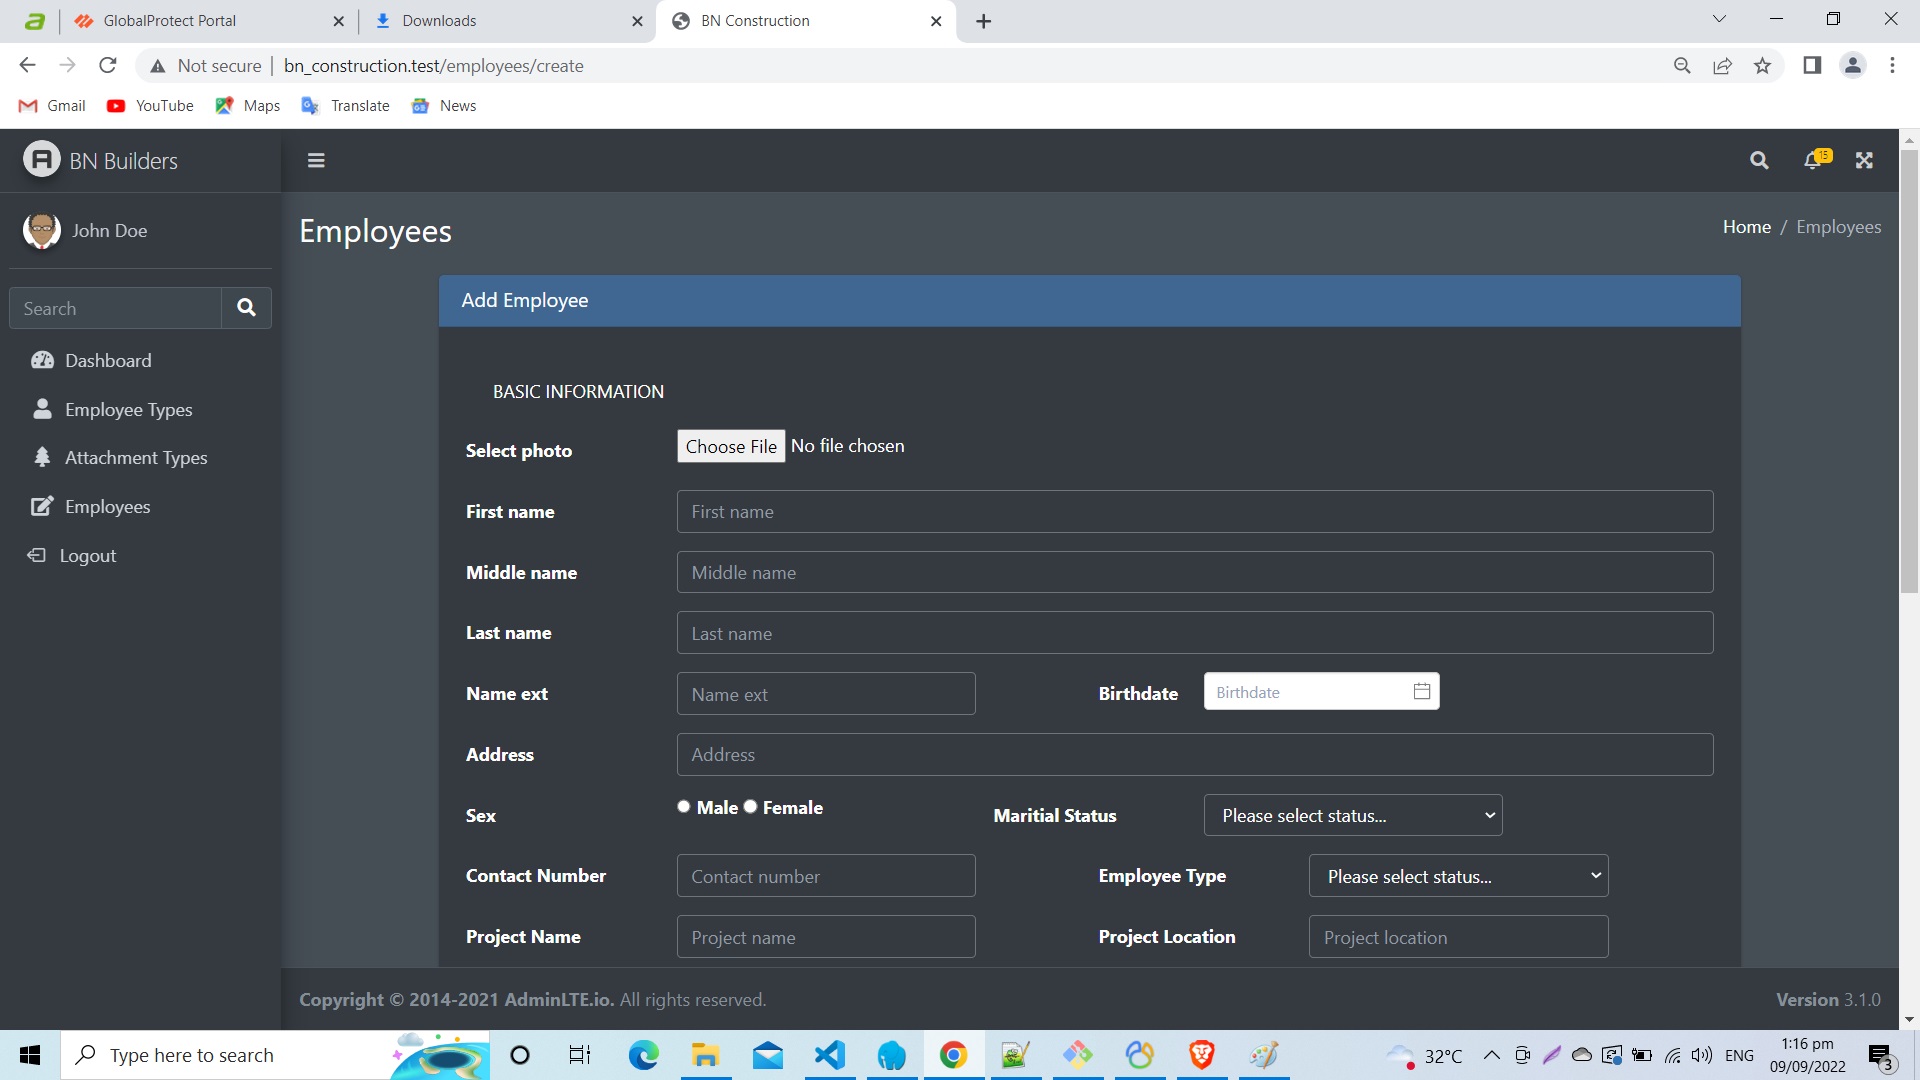 GlobalProtect Portal
Downloads
BN Construction
Not secure bn_construction.test/employees/create
Gmail YouTube Maps Translate News
BN Builders
15
John Doe
Employees
Home / Employees
Search
Add Employee
Dashboard
BASIC INFORMATION
Employee Types
Select photo Choose File No file chosen
Attachment Types
Employees
First name First name
Logout
Middle name Middle name
Last name Last name
Name ext Name ext Birthdate Birthdate
Address Address
Sex Male Female Maritial Status Please select status...
Contact Number Contact number Employee Type Please select status...
Project Name Project name Project Location Project location
Copyright © 2014-2021 AdminLTE.io. All rights reserved. Version 3.1.0
Type here to search
32°C
ENG
1:16 pm
09/09/2022
3